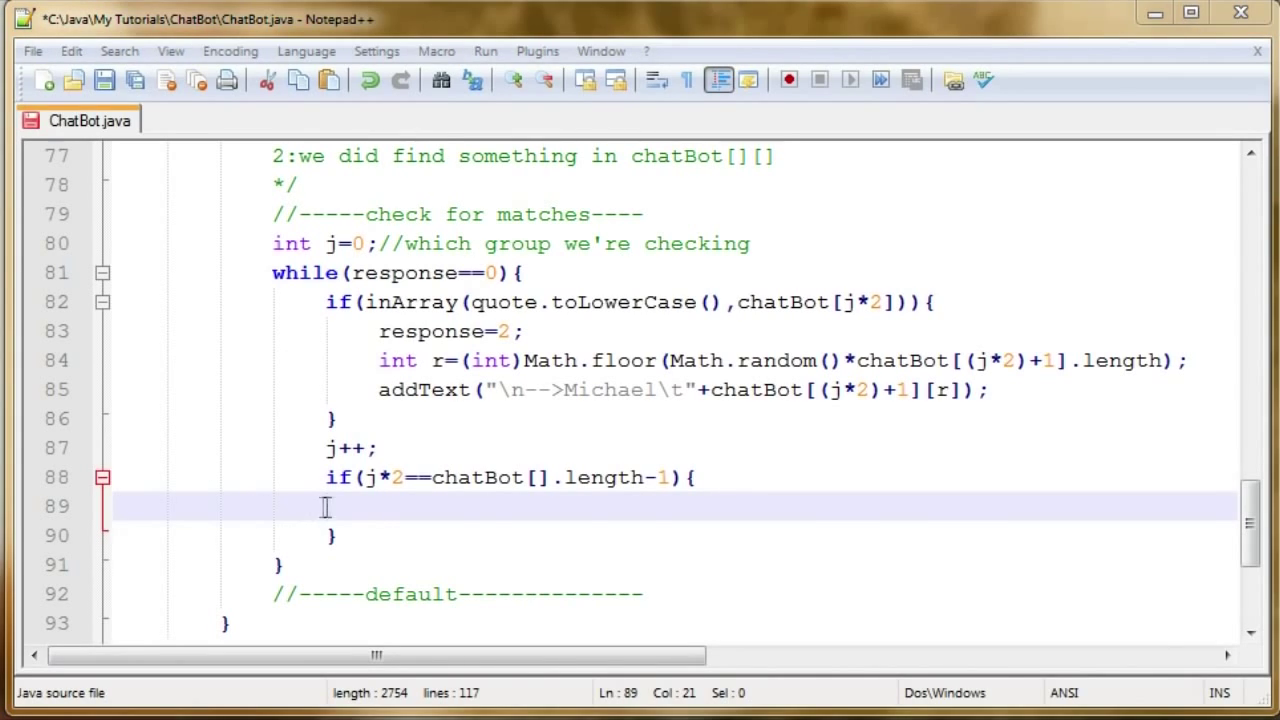 *C:\Java\My Tutorials\ChatBot\ChatBot.java - Notepad++
File Edit Search View Encoding Language Settings Macro Run Plugins Window ? X
ABC
ChatBot.java
77 2:we did find something in chatBot[][]
78 */
79 //-----check for matches----
80 int j=0;//which group we're checking
81 while(response==0){
82 if(inArray(quote.toLowerCase(),chatBot[j*2])){
83 response=2;
84 int r=(int)Math.floor(Math.random()*chatBot[(j*2)+1].length);
85 addText("\n-->Michael\t"+chatBot[(j*2)+1][r]);
86 }
87 j++;
88 if(j*2==chatBot[].length-1){
89
90 }
91 }
92 //-----default--------------
93 }
Java source file length : 2754 lines : 117 Ln : 89 Col : 21 Sel : 0 Dos\Windows ANSI INS